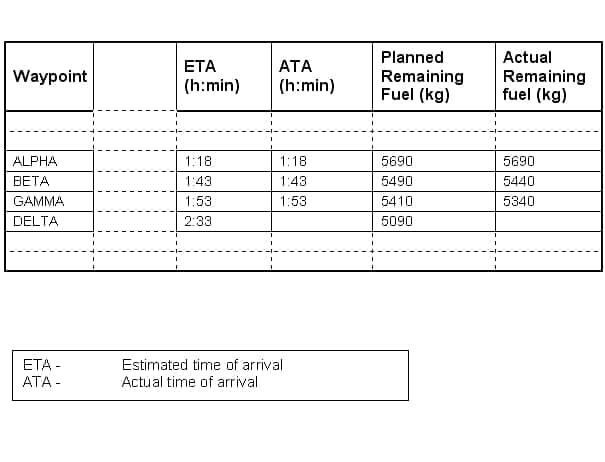 Waypoint ETA (h:min) ATA (h:min) Planned Remaining Fuel (kg) Actual Remaining fuel (kg)
ALPHA 1:18 1:18 5690 5690
BETA 1:43 1:43 5490 5440
GAMMA 1:53 1:53 5410 5340
DELTA 2:33 5090
ETA - Estimated time of arrival
ATA - Actual time of arrival